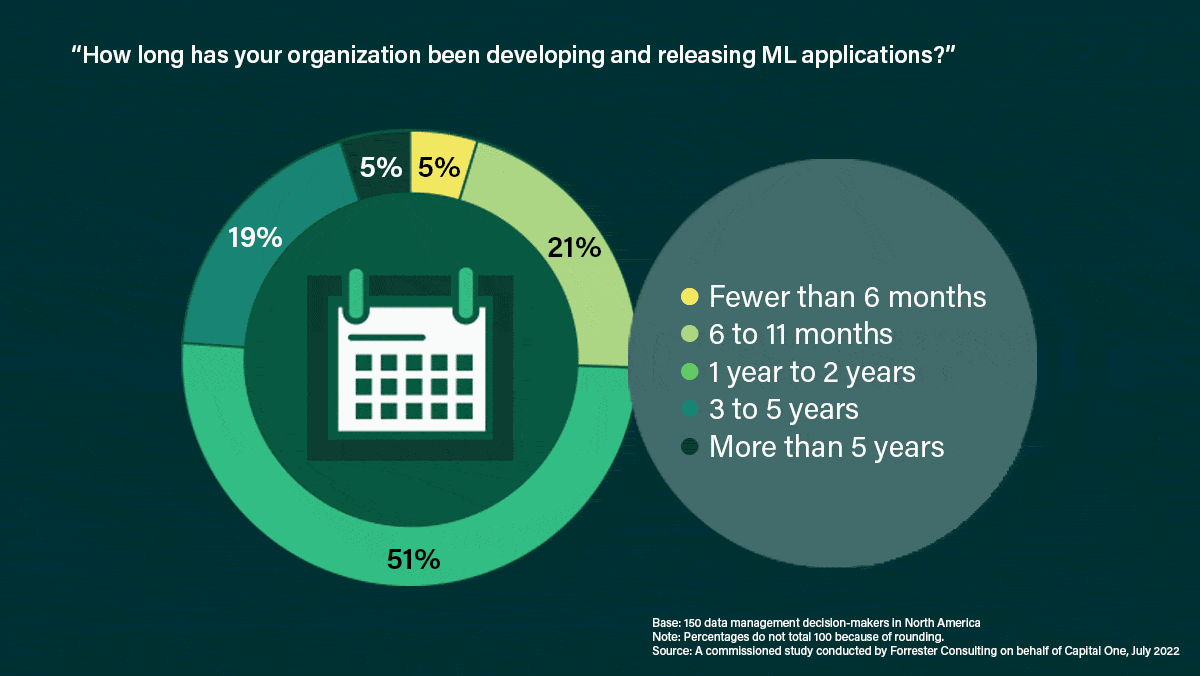 “How long has your organization been developing and releasing ML applications?”
5%
5%
19%
21%
51%
Fewer than 6 months
6 to 11 months
1 year to 2 years
3 to 5 years
More than 5 years
Base: 150 data management decision-makers in North America
Note: Percentages do not total 100 because of rounding.
Source: A commissioned study conducted by Forrester Consulting on behalf of Capital One, July 2022